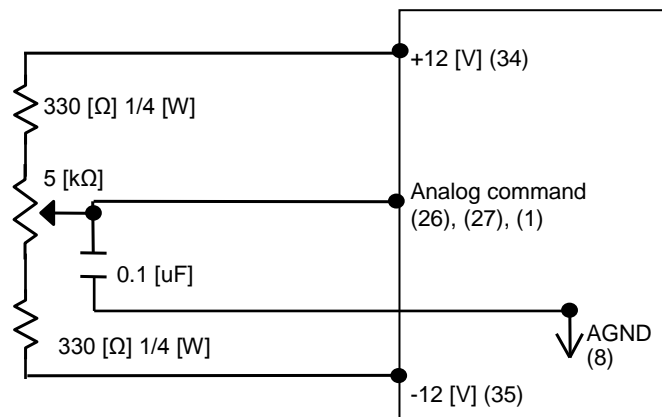 +12 [V] (34)
330 [Ω] 1/4 [W]
5 [kΩ]
Analog command
(26), (27), (1)
0.1 [uF]
AGND
(8)
330 [Ω] 1/4 [W]
-12 [V] (35)